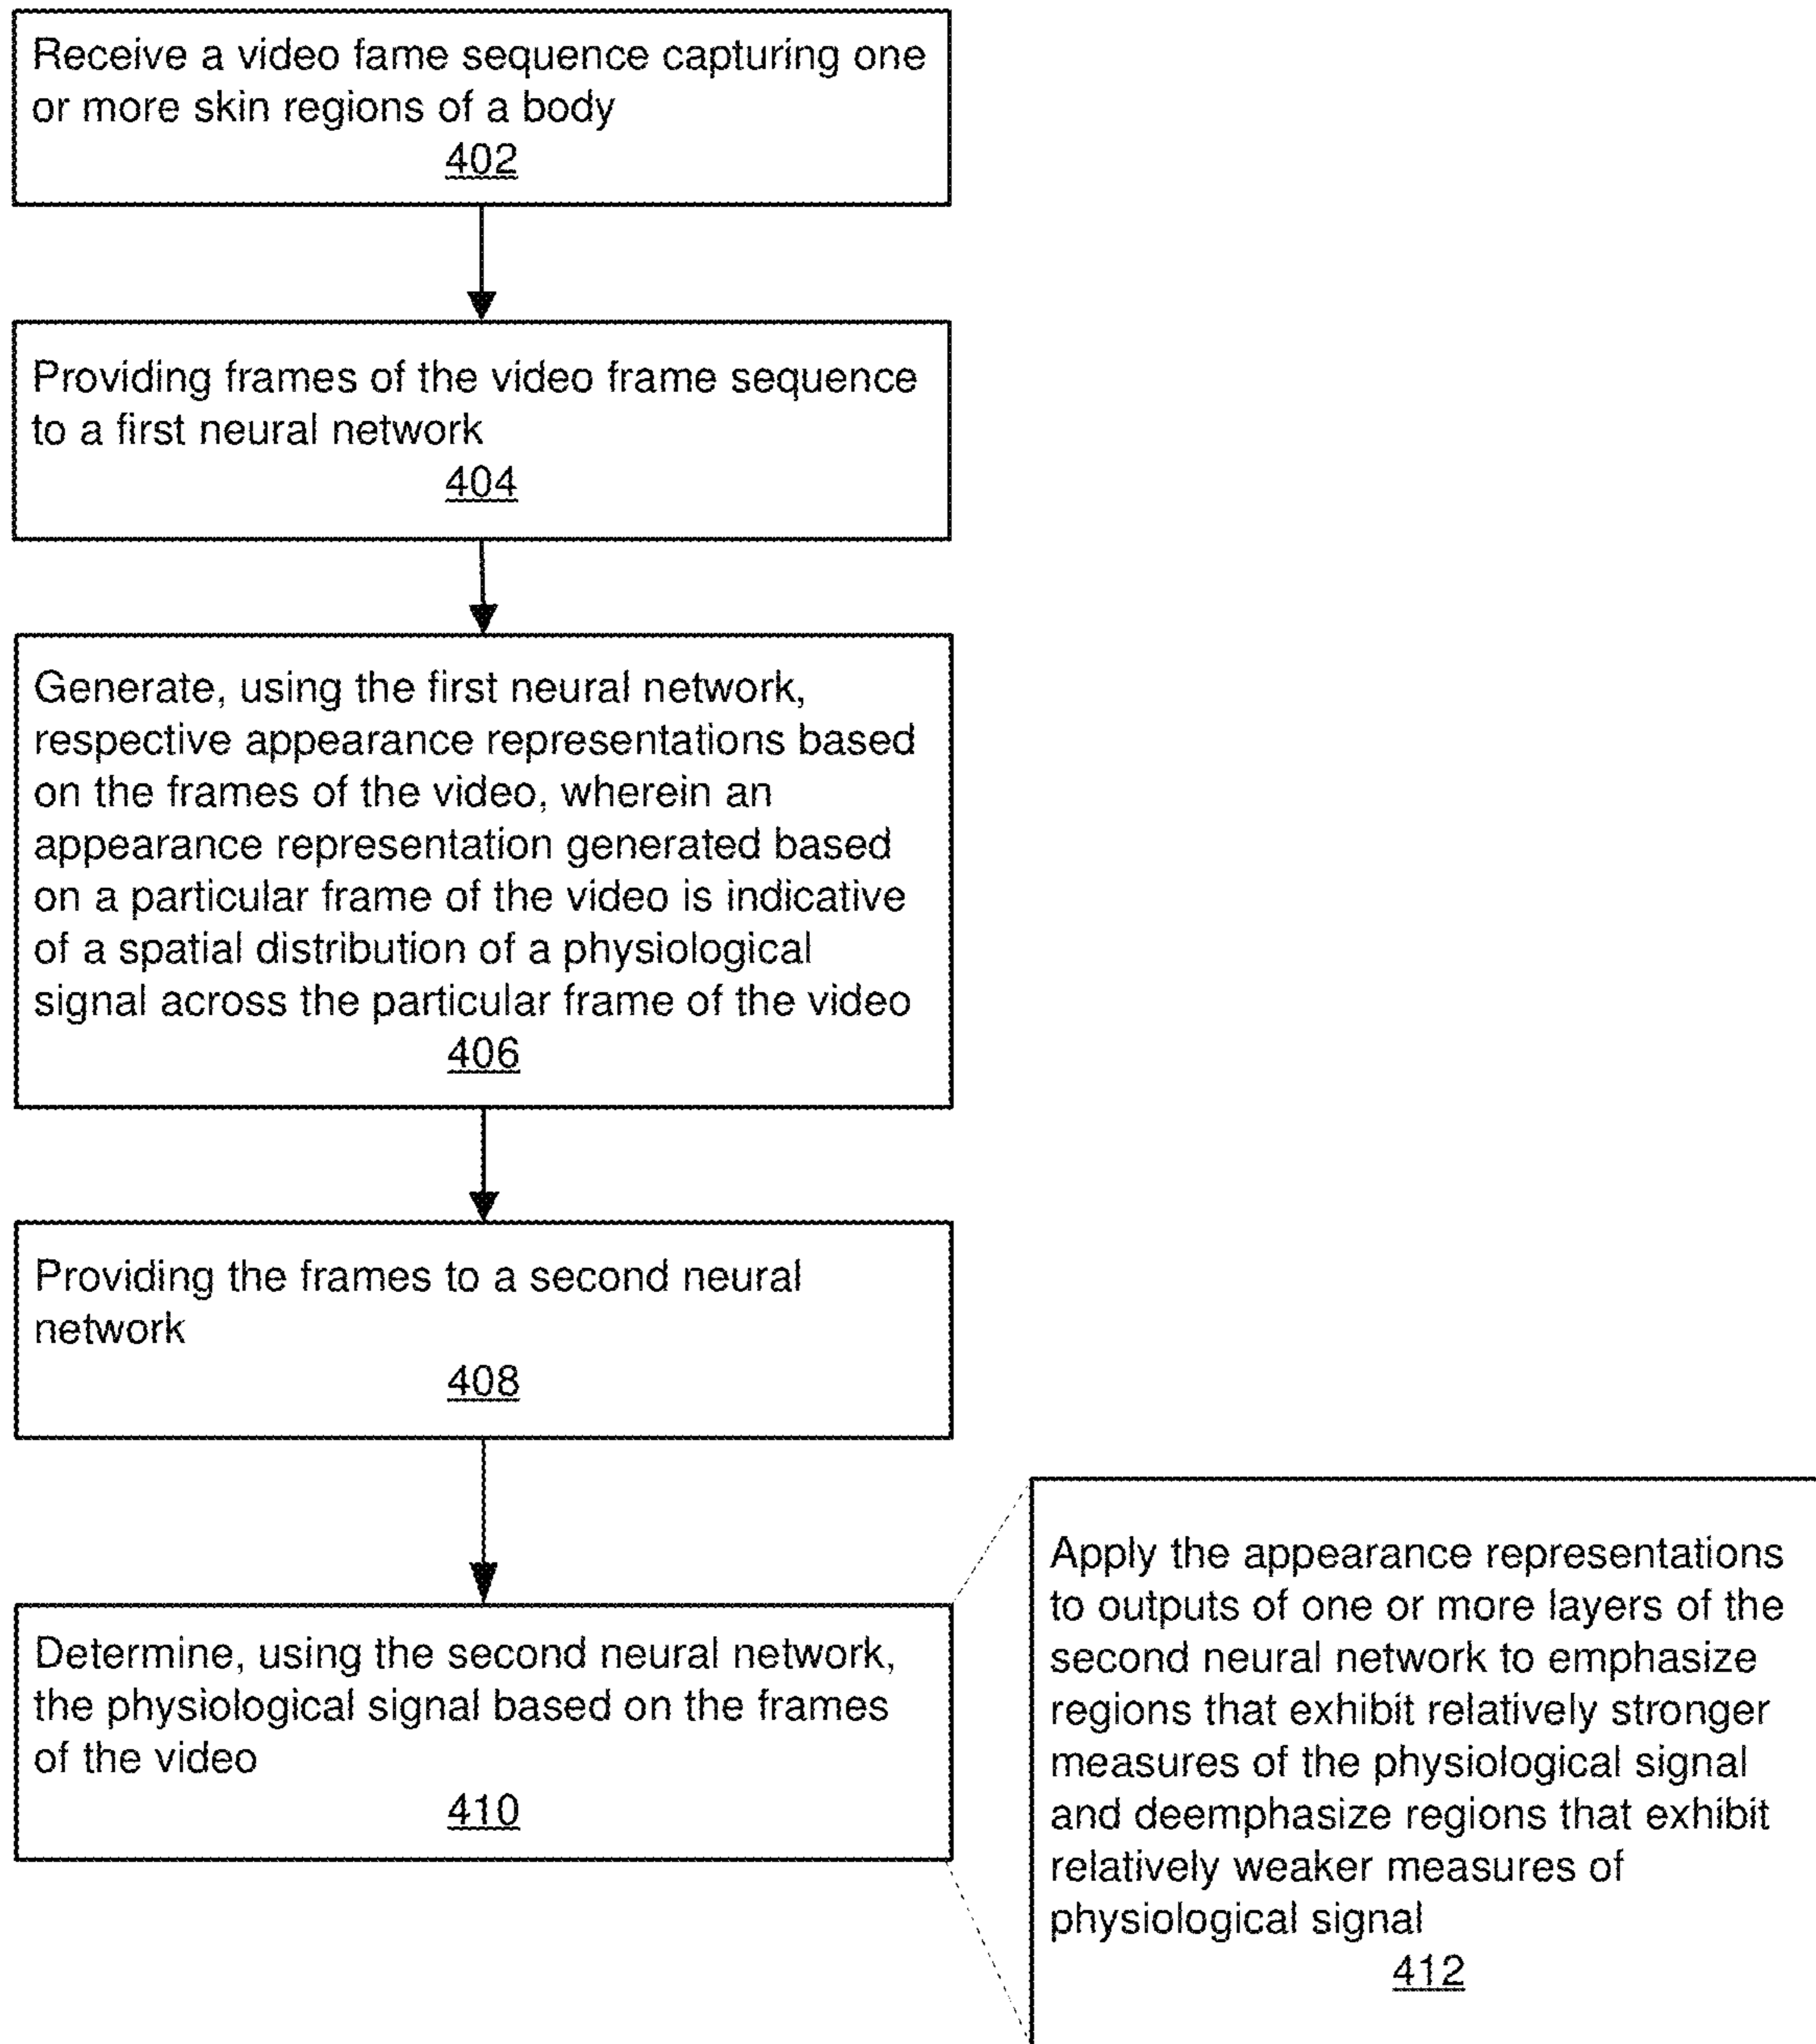 Receive a video fame sequence capturing one
or more skin regions of a body
402
Providing frames of the video frame sequence
to a first neural network
404
Generate, using the first neural network,
respective appearance representations based
on the frames of the video, wherein an
appearance representation generated based
on a particular frame of the video is indicative
of a spatial distribution of a physiological
signal across the particular frame of the video
406
Providing the frames to a second neural
network
408
Determine, using the second neural network,
the physiological signal based on the frames
of the video
410
Apply the appearance representations
to outputs of one or more layers of the
second neural network to emphasize
regions that exhibit relatively stronger
measures of the physiological signal
and deemphasize regions that exhibit
relatively weaker measures of
physiological signal
412